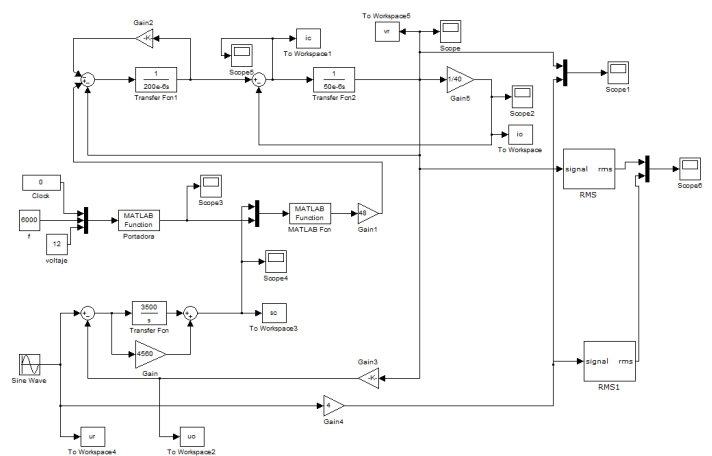 Gain2
-K-
Scope5
ic
To Workspace1
To Workspace5
vr
Scope
1
200e-6s
Transfer Fcn1
1
50e-6s
Transfer Fcn2
1/40
Gain5
Scope2
io
To Workspace
Scope1
signal rms
RMS
Scope6
0
Clock
6000
f
12
voltaje
MATLAB
Function
Portadora
Scope3
MATLAB
Function
MATLAB Fcn
48
Gain1
Scope4
so
To Workspace3
3500
s
Transfer Fcn
4560
Gain
Sine Wave
Gain3
-K-
4
Gain4
signal rms
RMS1
ur
To Workspace4
uo
To Workspace2